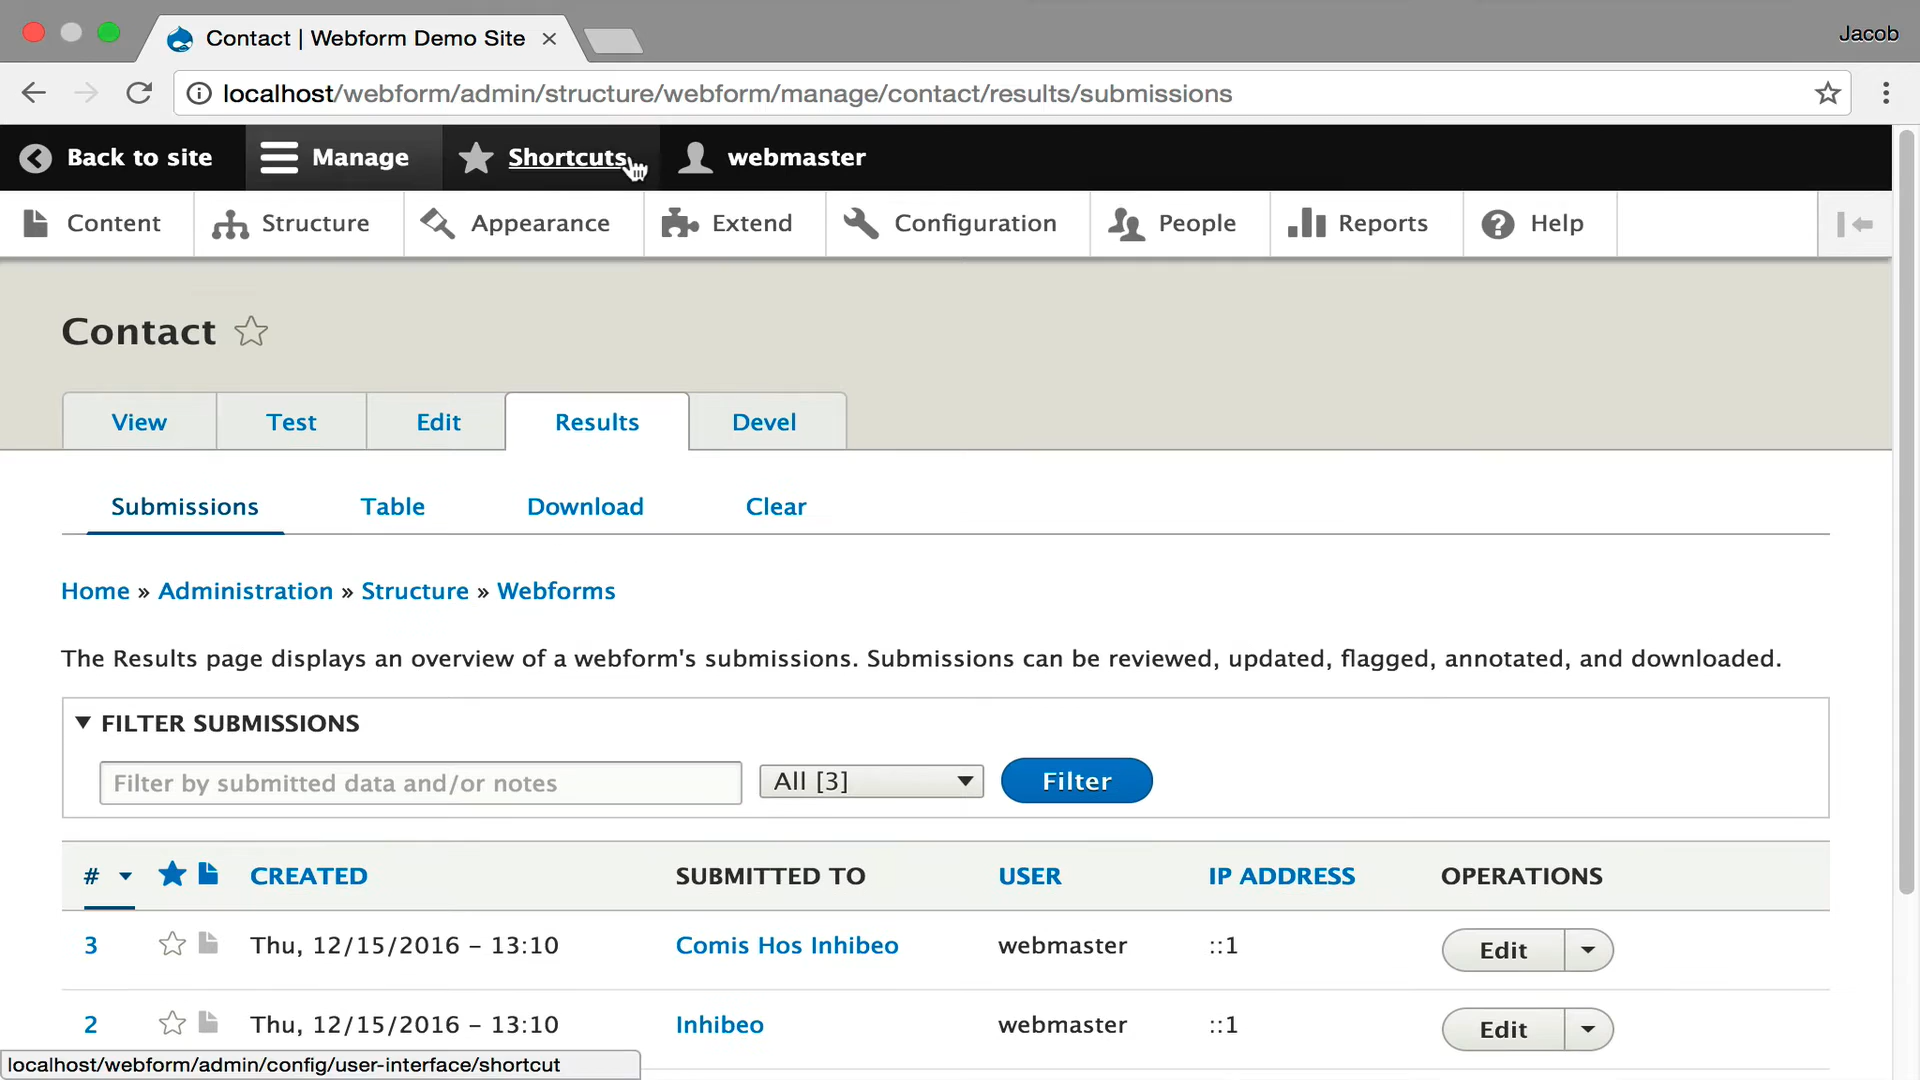 Contact | Webform Demo Site ×
Jacob
localhost/webform/admin/structure/webform/manage/contact/results/submissions
Back to site Manage Shortcuts webmaster
Content Structure Appearance Extend Configuration People Reports Help
Contact
View Test Edit Results Devel
Submissions Table Download Clear
Home » Administration » Structure » Webforms
The Results page displays an overview of a webform's submissions. Submissions can be reviewed, updated, flagged, annotated, and downloaded.
FILTER SUBMISSIONS
Filter by submitted data and/or notes All [3] Filter
# CREATED SUBMITTED TO USER IP ADDRESS OPERATIONS
3 Thu, 12/15/2016 - 13:10 Comis Hos Inhibeo webmaster ::1 Edit
2 Thu, 12/15/2016 - 13:10 Inhibeo webmaster ::1 Edit
localhost/webform/admin/config/user-interface/shortcut